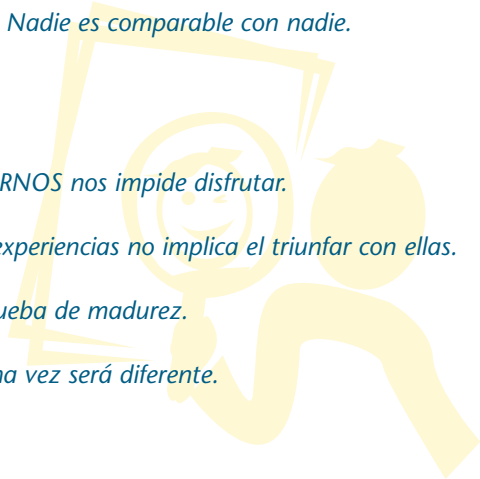 Nadie es comparable con nadie.
RNOS nos impide disfrutar.
experiencias no implica el triunfar con ellas.
ueba de madurez.
na vez será diferente.